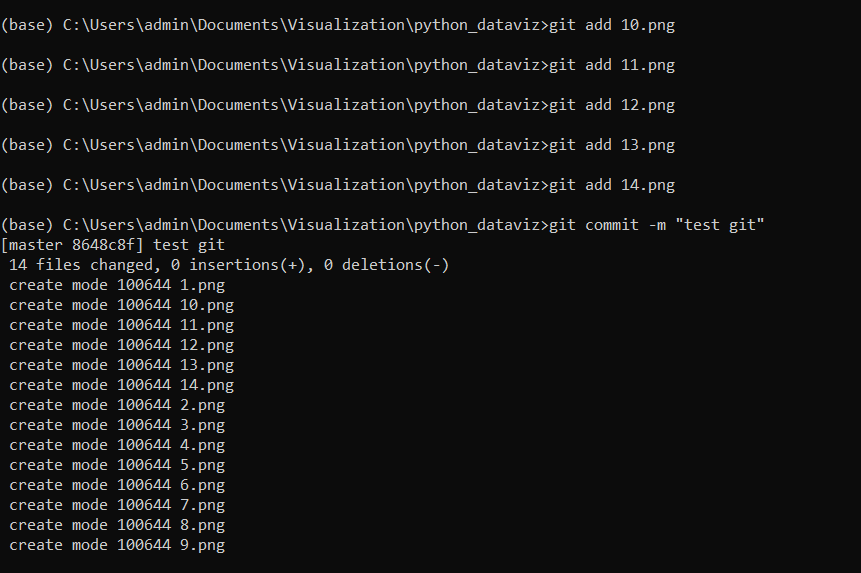 (base) C:\Users\admin\Documents\Visualization\python_dataviz>git add 10.png
(base) C:\Users\admin\Documents\Visualization\python_dataviz>git add 11.png
(base) C:\Users\admin\Documents\Visualization\python_dataviz>git add 12.png
(base) C:\Users\admin\Documents\Visualization\python_dataviz>git add 13.png
(base) C:\Users\admin\Documents\Visualization\python_dataviz>git add 14.png
(base) C:\Users\admin\Documents\Visualization\python_dataviz>git commit -m "test git"
[master 8648c8f] test git
 14 files changed, 0 insertions(+), 0 deletions(-)
 create mode 100644 1.png
 create mode 100644 10.png
 create mode 100644 11.png
 create mode 100644 12.png
 create mode 100644 13.png
 create mode 100644 14.png
 create mode 100644 2.png
 create mode 100644 3.png
 create mode 100644 4.png
 create mode 100644 5.png
 create mode 100644 6.png
 create mode 100644 7.png
 create mode 100644 8.png
 create mode 100644 9.png